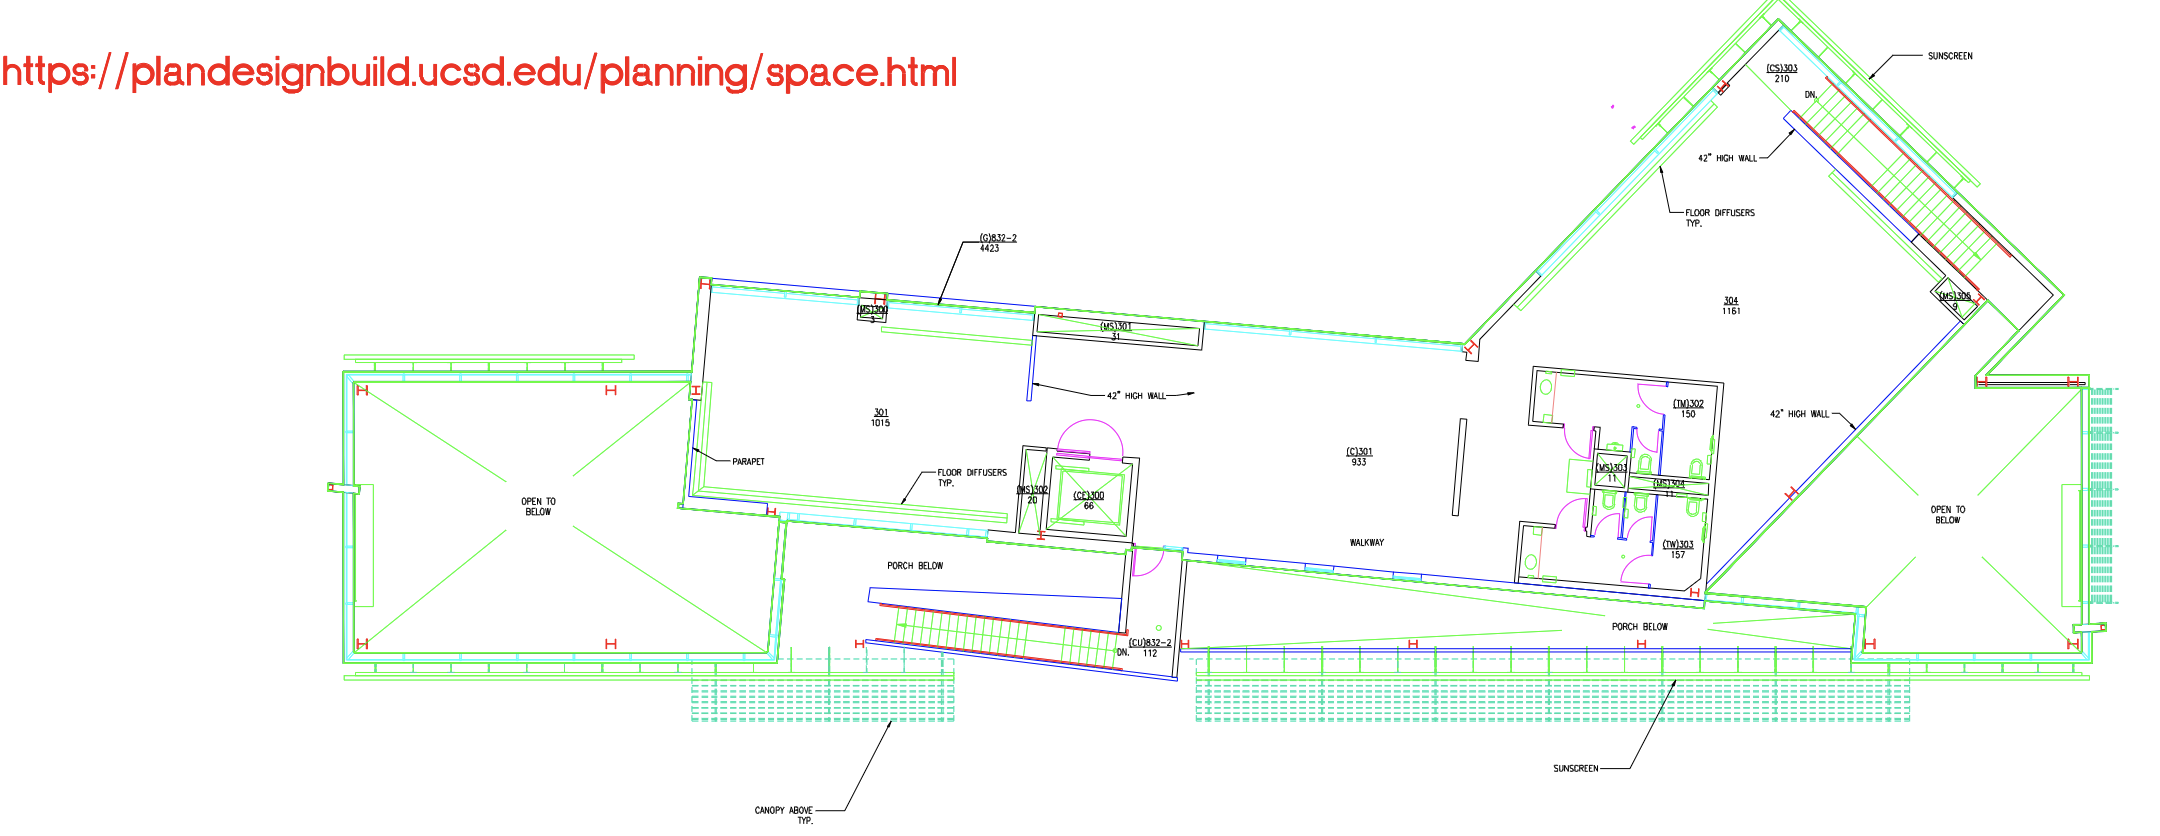 https://plandesignbuild.ucsd.edu/planning/space.html
SUNSCREEN
(CS)303
210
DN.
42" HIGH WALL
FLOOR DIFFUSERS
TYP.
(G)832-2
4423
(MS)300
3
(MS)301
31
304
1161
(MS)305
9
42" HIGH WALL
301
1015
(TM)302
150
42" HIGH WALL
PARAPET
(C)301
933
FLOOR DIFFUSERS
TYP.
(MS)303
11
(MS)304
11
(MS)302
20
(CE)300
66
OPEN TO
BELOW
OPEN TO
BELOW
WALKWAY
(TW)303
157
PORCH BELOW
PORCH BELOW
(CU)832-2
112
DN.
SUNSCREEN
CANOPY ABOVE
TYP.